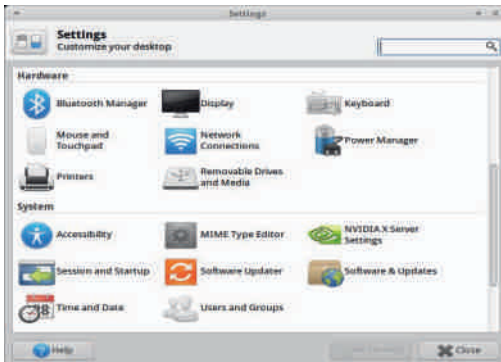 Settings
Settings
Customize your desktop
Hardware
Bluetooth Manager
Display
Keyboard
Mouse and
Touchpad
Network
Connections
Power Manager
Printers
Removable Drives
and Media
System
Accessibility
MIME Type Editor
NVIDIA X Server
Settings
Session and Startup
Software Updater
Software & Updates
Time and Date
Users and Groups
Help
Close